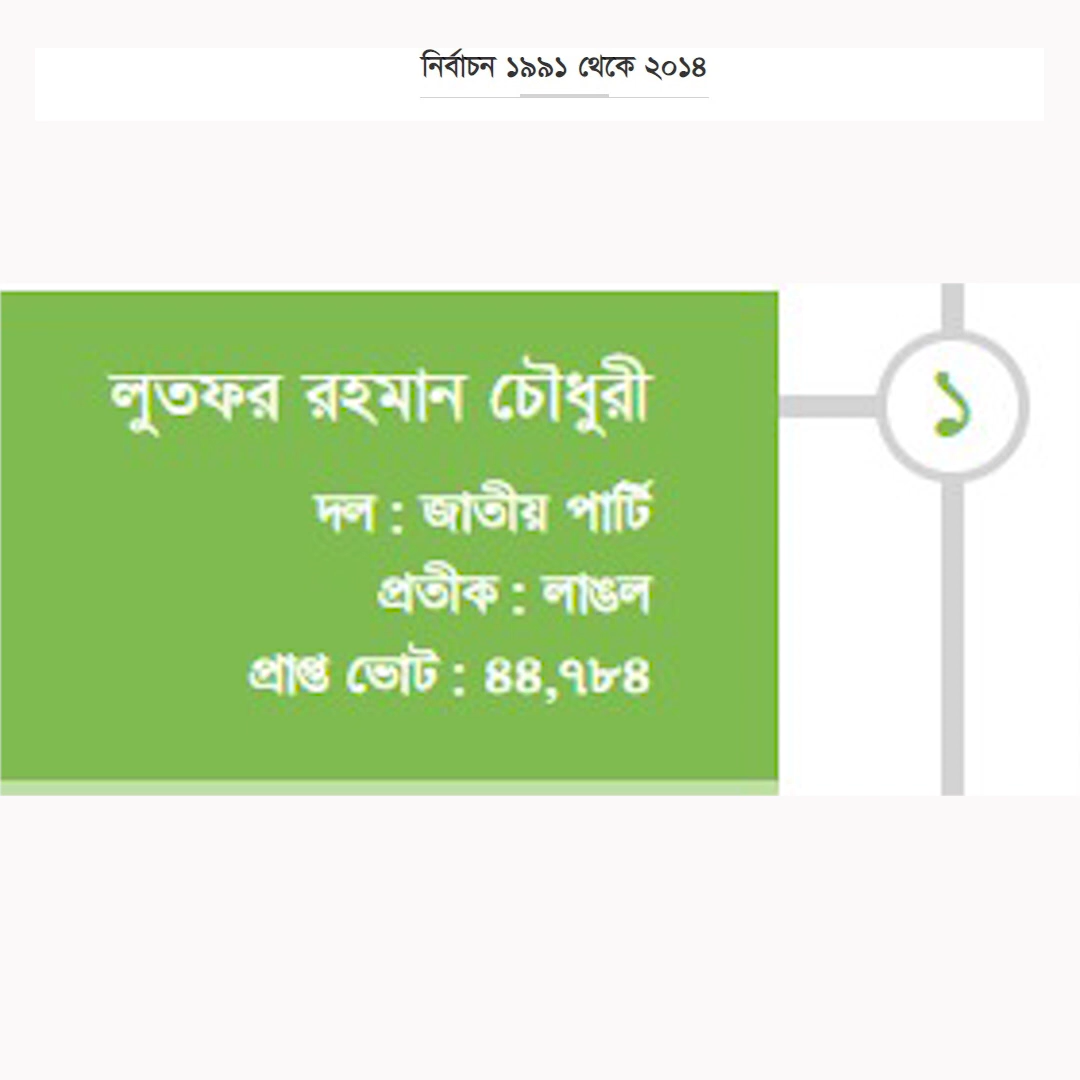 নির্বাচন ১৯৯১ থেকে ২০১৪
লুতফর রহমান চৌধুরী
১
দল : জাতীয় পার্টি
প্রতীক : লাঙল
প্রাপ্ত ভোট : ৪৪,৭৮৪